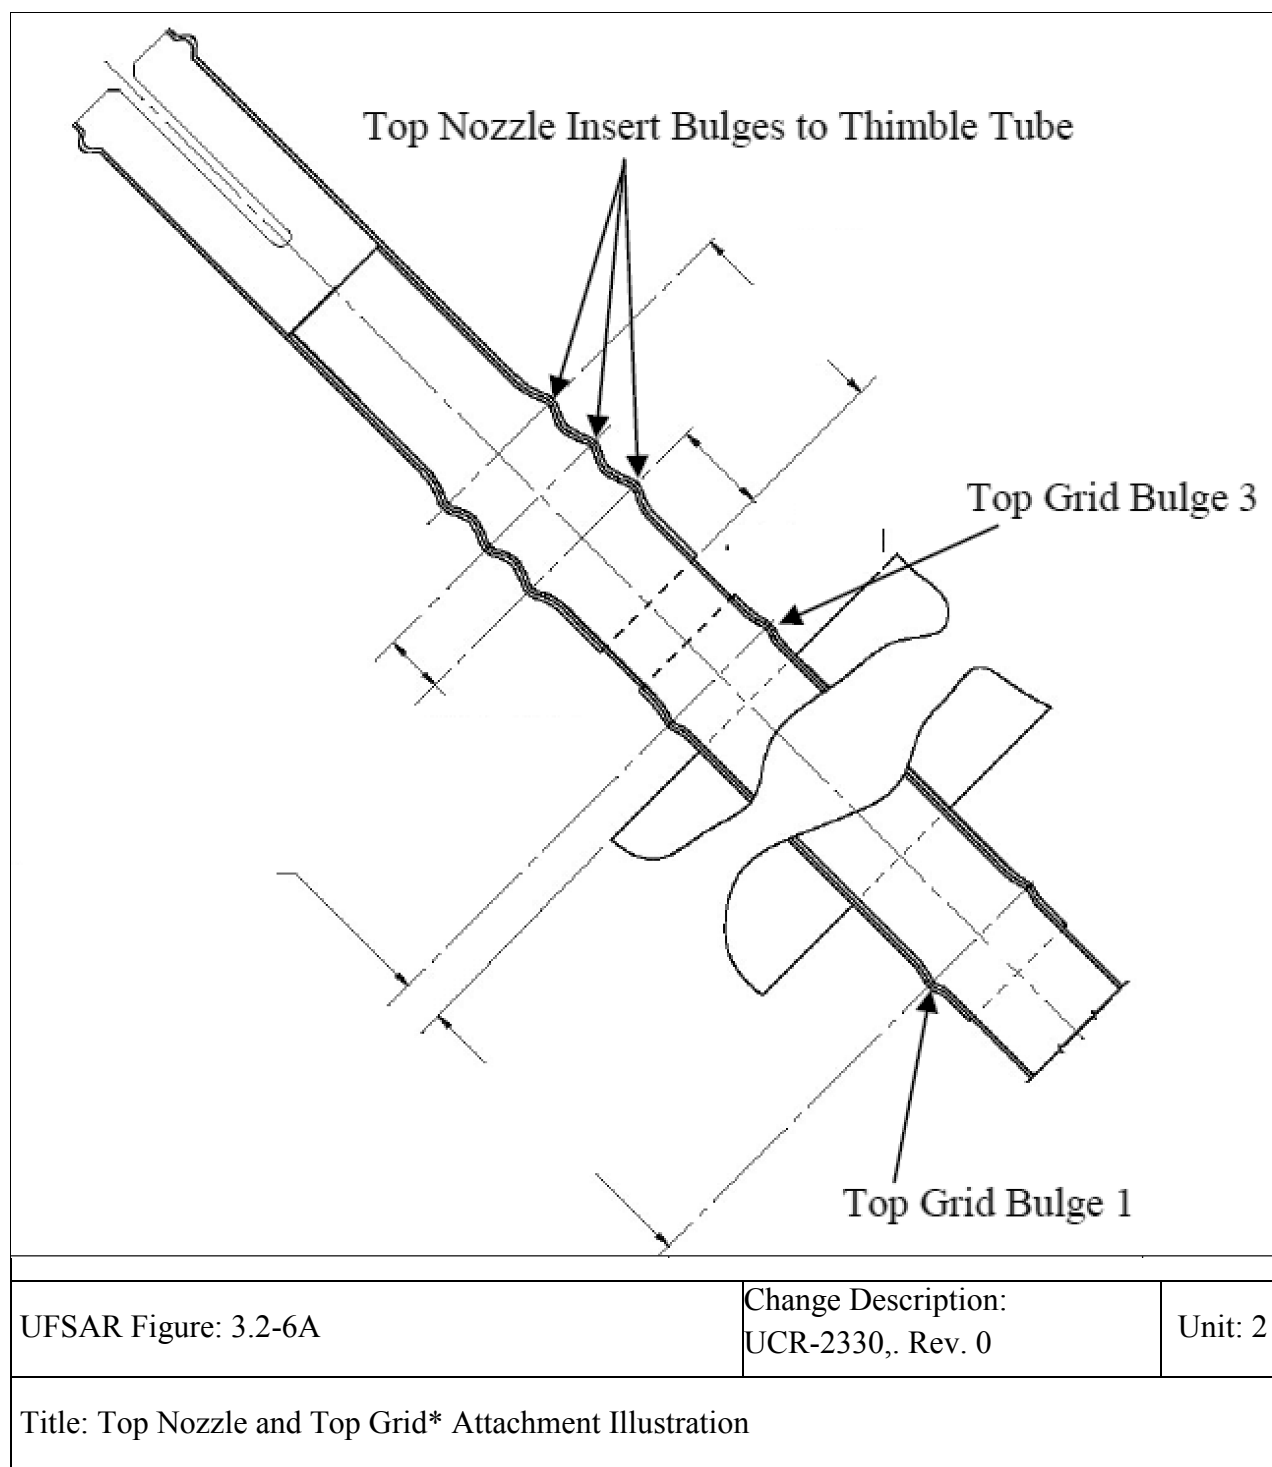 Top Nozzle Insert Bulges to Thimble Tube
Top Grid Bulge 3
Top Grid Bulge 1
UFSAR Figure: 3.2-6A
Change Description:
UCR-2330,. Rev. 0
Unit: 2
Title: Top Nozzle and Top Grid* Attachment Illustration